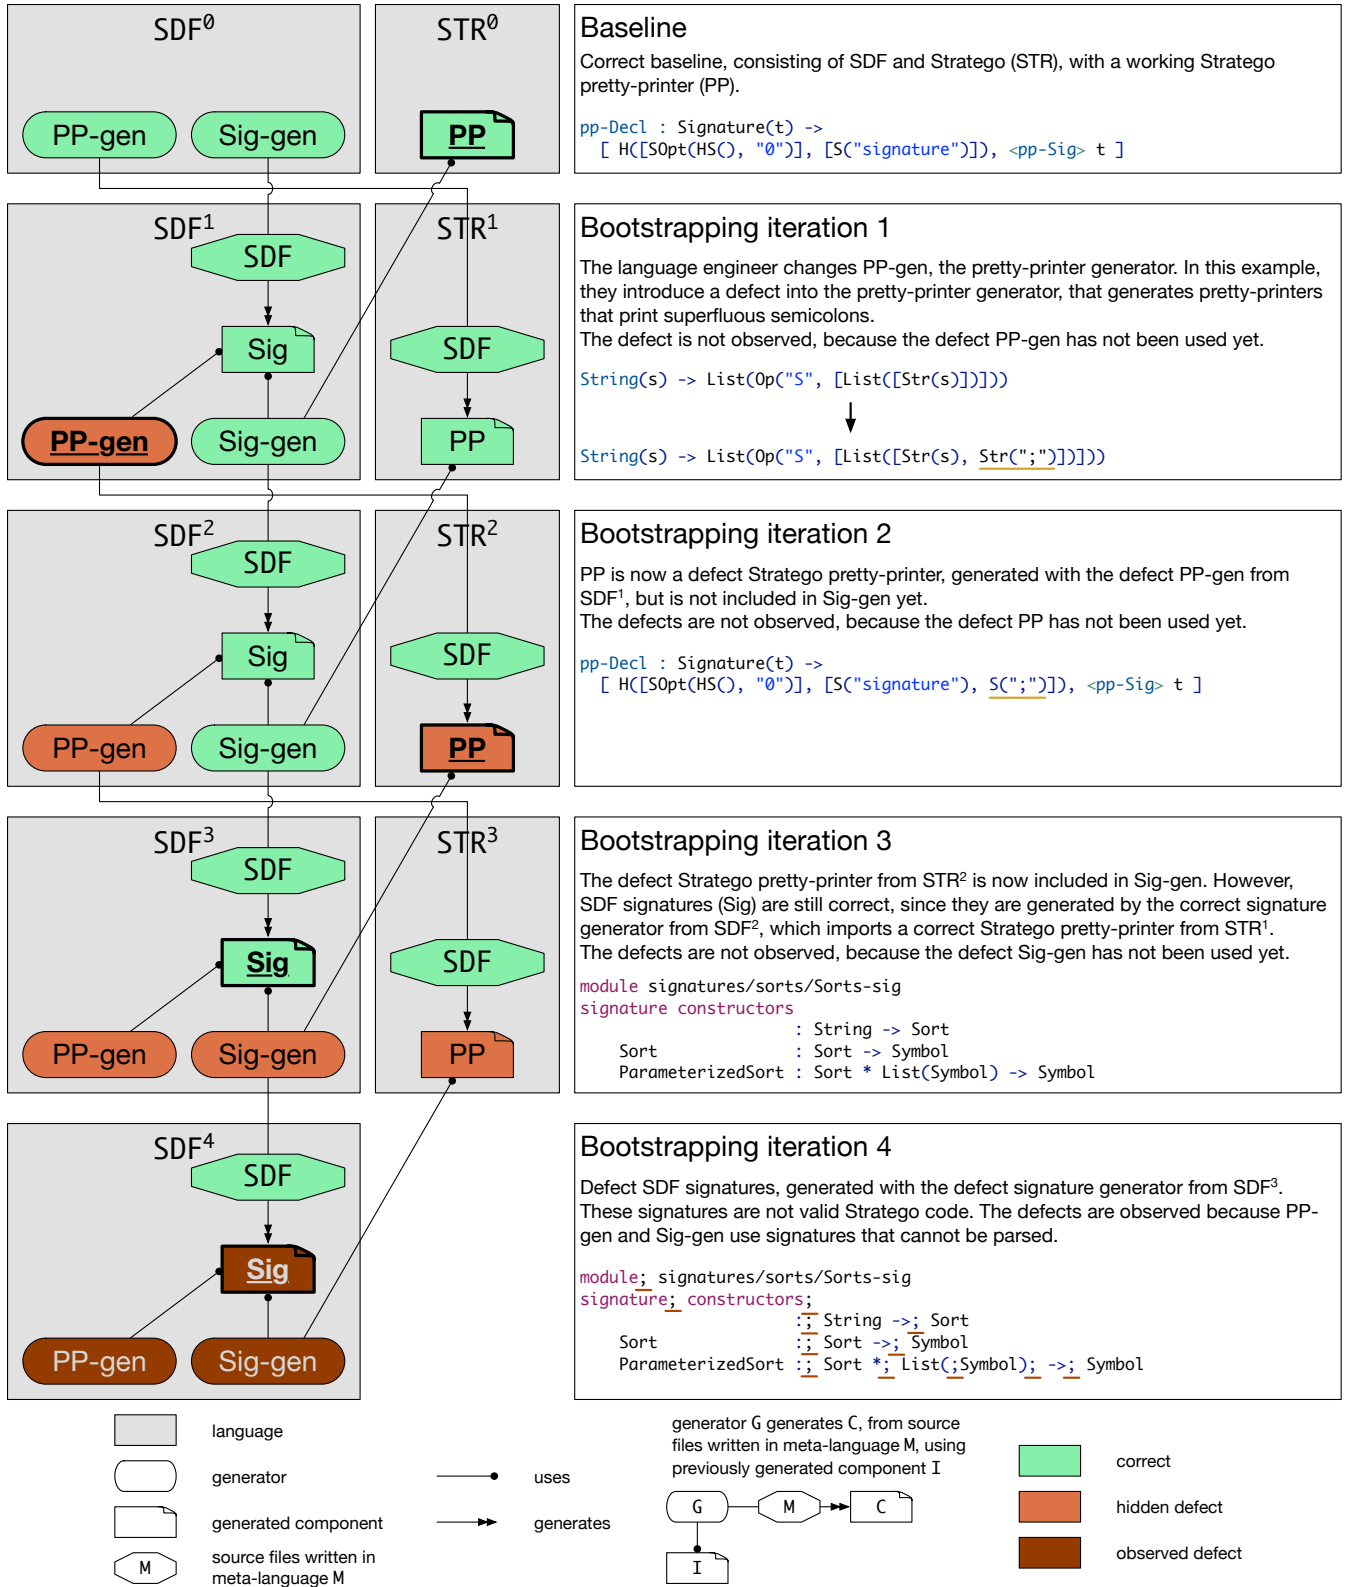 SDF⁰
STR⁰
PP-gen
Sig-gen
PP
Baseline
Correct baseline, consisting of SDF and Stratego (STR), with a working Stratego
pretty-printer (PP).
pp-Decl : Signature(t) ->
[ H([SOpt(HS(), "0")], [S("signature")]), <pp-Sig> t ]
SDF¹
STR¹
SDF
Sig
SDF
PP-gen
Sig-gen
PP
Bootstrapping iteration 1
The language engineer changes PP-gen, the pretty-printer generator. In this example,
they introduce a defect into the pretty-printer generator, that generates pretty-printers
that print superfluous semicolons.
The defect is not observed, because the defect PP-gen has not been used yet.
String(s) -> List(Op("S", [List([Str(s)])]))
String(s) -> List(Op("S", [List([Str(s), Str(";")])]))
SDF²
STR²
SDF
Sig
SDF
PP-gen
Sig-gen
PP
Bootstrapping iteration 2
PP is now a defect Stratego pretty-printer, generated with the defect PP-gen from
SDF¹, but is not included in Sig-gen yet.
The defects are not observed, because the defect PP has not been used yet.
pp-Decl : Signature(t) ->
[ H([SOpt(HS(), "0")], [S("signature"), S(";")]), <pp-Sig> t ]
SDF³
STR³
SDF
Sig
SDF
PP-gen
Sig-gen
PP
Bootstrapping iteration 3
The defect Stratego pretty-printer from STR² is now included in Sig-gen. However,
SDF signatures (Sig) are still correct, since they are generated by the correct signature
generator from SDF², which imports a correct Stratego pretty-printer from STR¹.
The defects are not observed, because the defect Sig-gen has not been used yet.
module signatures/sorts/Sorts-sig
signature constructors
: String -> Sort
Sort : Sort -> Symbol
ParameterizedSort : Sort * List(Symbol) -> Symbol
SDF⁴
SDF
Sig
PP-gen
Sig-gen
Bootstrapping iteration 4
Defect SDF signatures, generated with the defect signature generator from SDF³.
These signatures are not valid Stratego code. The defects are observed because PP-
gen and Sig-gen use signatures that cannot be parsed.
module; signatures/sorts/Sorts-sig
signature; constructors;
:; String ->; Sort
Sort :; Sort ->; Symbol
ParameterizedSort :; Sort *; List(;Symbol); ->; Symbol
language
generator
generated component
M
source files written in
meta-language M
uses
generates
generator G generates C, from source
files written in meta-language M, using
previously generated component I
G
M
C
I
correct
hidden defect
observed defect